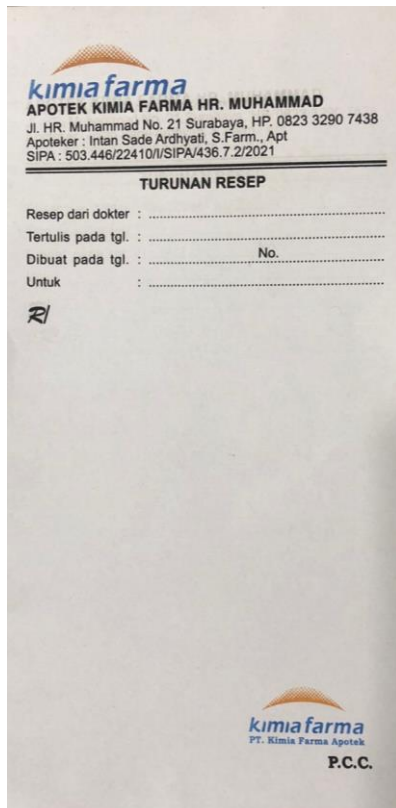 kimia farma
APOTEK KIMIA FARMA HR. MUHAMMAD
Jl. HR. Muhammad No. 21 Surabaya, HP. 0823 3290 7438
Apoteker : Intan Sade Ardhyati, S.Farm., Apt
SIPA : 503.446/22410/I/SIPA/436.7.2/2021
TURUNAN RESEP
Resep dari dokter : ....................
Tertulis pada tgl. : ....................
Dibuat pada tgl. : .................... No. ....................
Untuk : ....................
R/
kimia farma
PT. Kimia Farma Apotek
P.C.C.